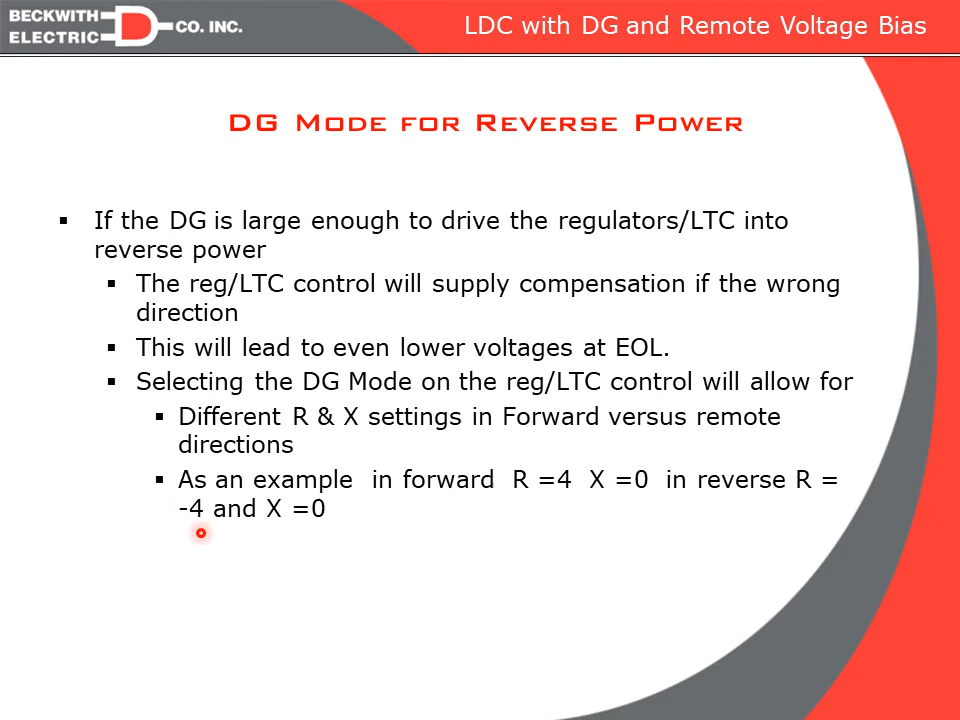 BECKWITH
ELECTRIC
CO. INC.
LDC with DG and Remote Voltage Bias
DG Mode for Reverse Power
▪ If the DG is large enough to drive the regulators/LTC into
reverse power
▪ The reg/LTC control will supply compensation if the wrong
direction
▪ This will lead to even lower voltages at EOL.
▪ Selecting the DG Mode on the reg/LTC control will allow for
▪ Different R & X settings in Forward versus remote
directions
▪ As an example in forward R =4 X =0 in reverse R =
-4 and X =0